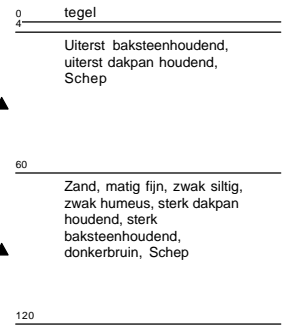 0 tegel
4
Uiterst baksteenhoudend,
uiterst dakpan houdend,
Schep
60
Zand, matig fijn, zwak siltig,
zwak humeus, sterk dakpan
houdend, sterk
baksteenhoudend,
donkerbruin, Schep
120